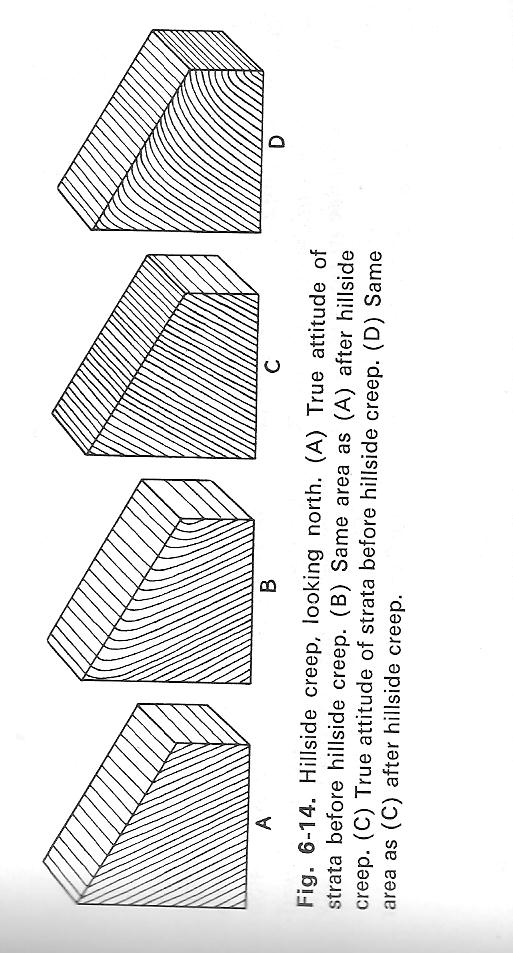 A B C D
Fig. 6-14. Hillside creep, looking north. (A) True attitude of
strata before hillside creep. (B) Same area as (A) after hillside
creep. (C) True attitude of strata before hillside creep. (D) Same
area as (C) after hillside creep.